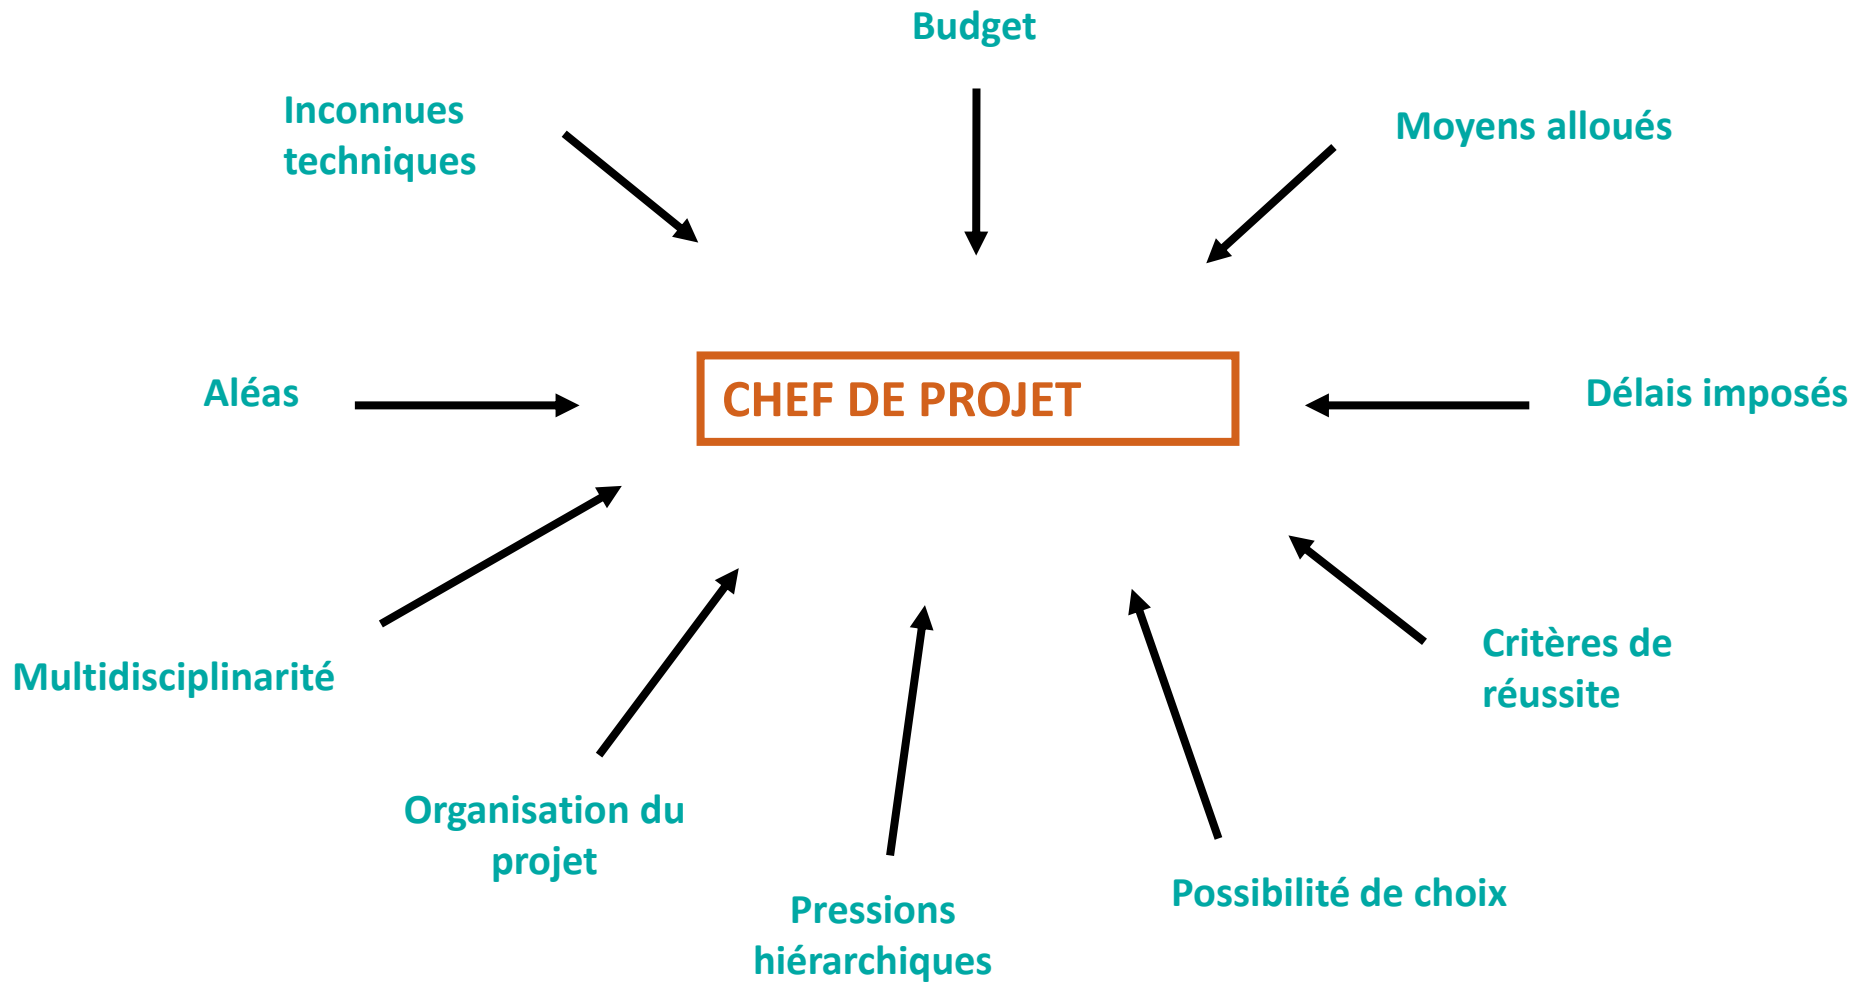 Budget
Inconnues
techniques
Moyens alloués
Aléas
CHEF DE PROJET
Délais imposés
Multidisciplinarité
Critères de
réussite
Organisation du
projet
Pressions
hiérarchiques
Possibilité de choix